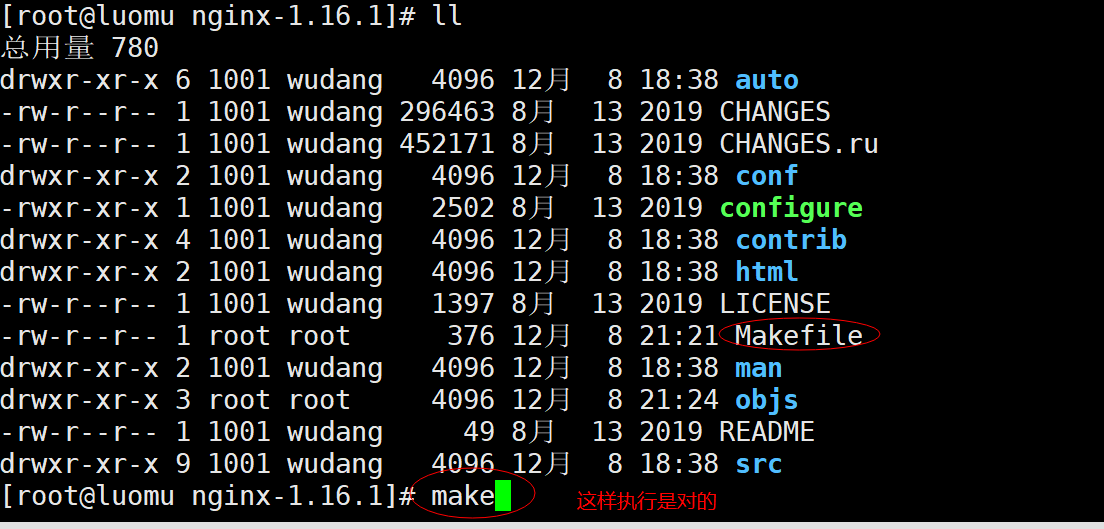 [root@luomu nginx-1.16.1]# ll
总用量 780
drwxr-xr-x 6 1001 wudang   4096 12月  8 18:38 auto
-rw-r--r-- 1 1001 wudang 296463 8月  13 2019 CHANGES
-rw-r--r-- 1 1001 wudang 452171 8月  13 2019 CHANGES.ru
drwxr-xr-x 2 1001 wudang   4096 12月  8 18:38 conf
-rwxr-xr-x 1 1001 wudang   2502 8月  13 2019 configure
drwxr-xr-x 4 1001 wudang   4096 12月  8 18:38 contrib
drwxr-xr-x 2 1001 wudang   4096 12月  8 18:38 html
-rw-r--r-- 1 1001 wudang   1397 8月  13 2019 LICENSE
-rw-r--r-- 1 root root      376 12月  8 21:21 Makefile
drwxr-xr-x 2 1001 wudang   4096 12月  8 18:38 man
drwxr-xr-x 3 root root     4096 12月  8 21:24 objs
-rw-r--r-- 1 1001 wudang     49 8月  13 2019 README
drwxr-xr-x 9 1001 wudang   4096 12月  8 18:38 src
[root@luomu nginx-1.16.1]# make 这样执行是对的